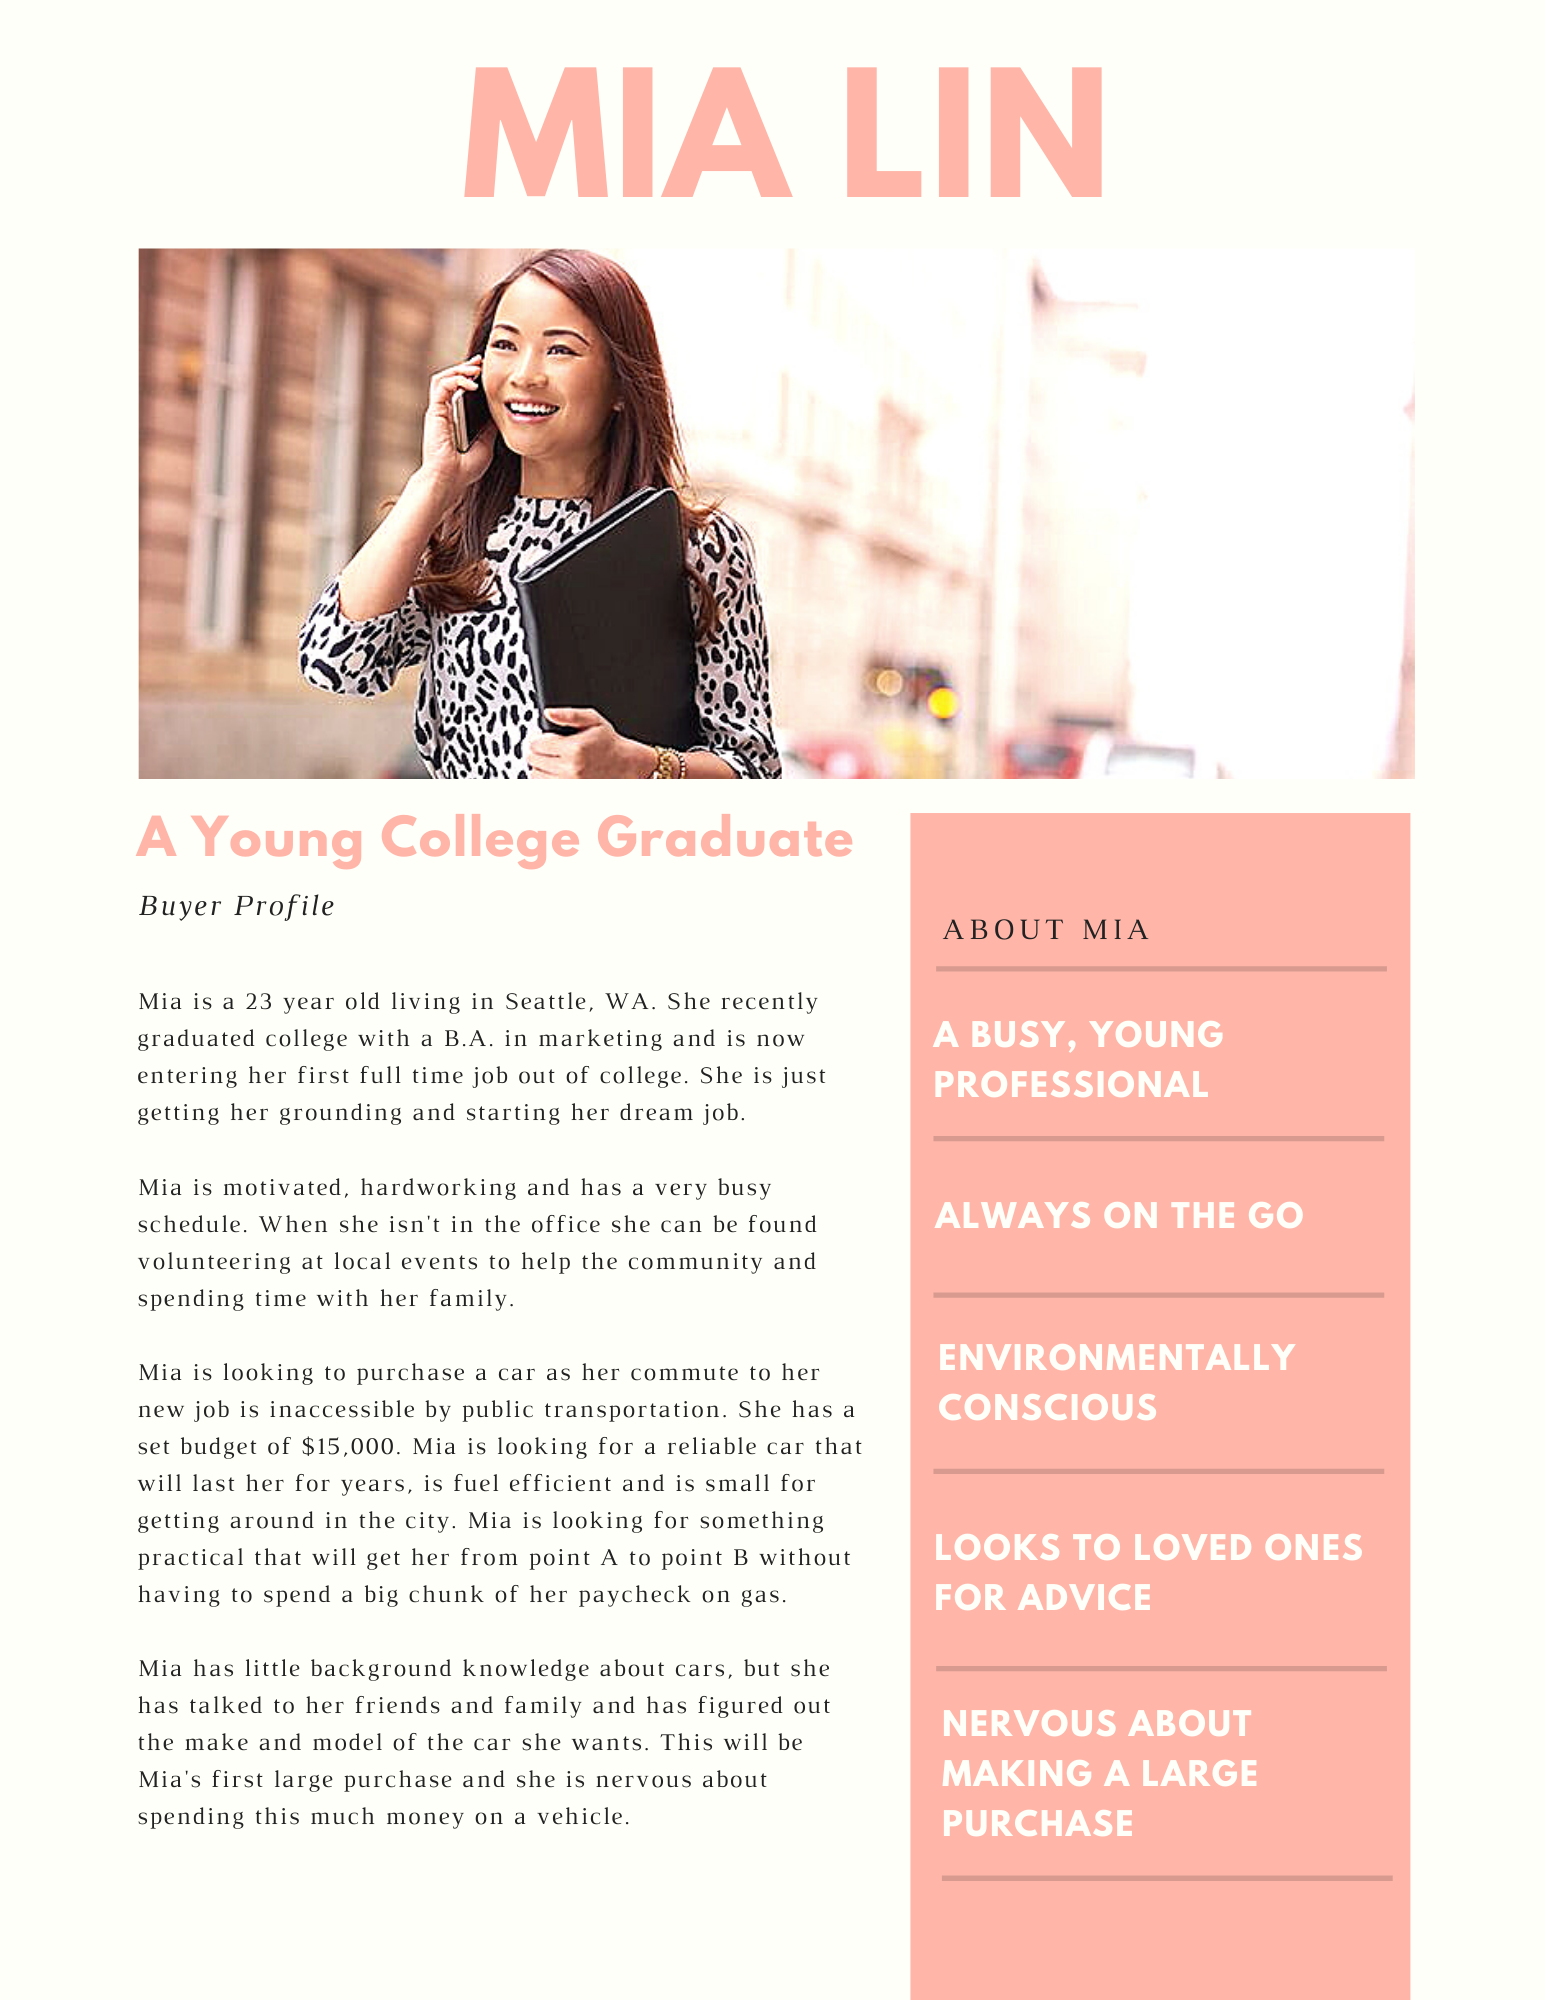 MIA LIN
A Young College Graduate
Buyer Profile
Mia is a 23 year old living in Seattle, WA. She recently
graduated college with a B.A. in marketing and is now
entering her first full time job out of college. She is just
getting her grounding and starting her dream job.
Mia is motivated, hardworking and has a very busy
schedule. When she isn't in the office she can be found
volunteering at local events to help the community and
spending time with her family.
Mia is looking to purchase a car as her commute to her
new job is inaccessible by public transportation. She has a
set budget of $15,000. Mia is looking for a reliable car that
will last her for years, is fuel efficient and is small for
getting around in the city. Mia is looking for something
practical that will get her from point A to point B without
having to spend a big chunk of her paycheck on gas.
Mia has little background knowledge about cars, but she
has talked to her friends and family and has figured out
the make and model of the car she wants. This will be
Mia's first large purchase and she is nervous about
spending this much money on a vehicle.
ABOUT MIA
A BUSY, YOUNG
PROFESSIONAL
ALWAYS ON THE GO
ENVIRONMENTALLY
CONSCIOUS
LOOKS TO LOVED ONES
FOR ADVICE
NERVOUS ABOUT
MAKING A LARGE
PURCHASE